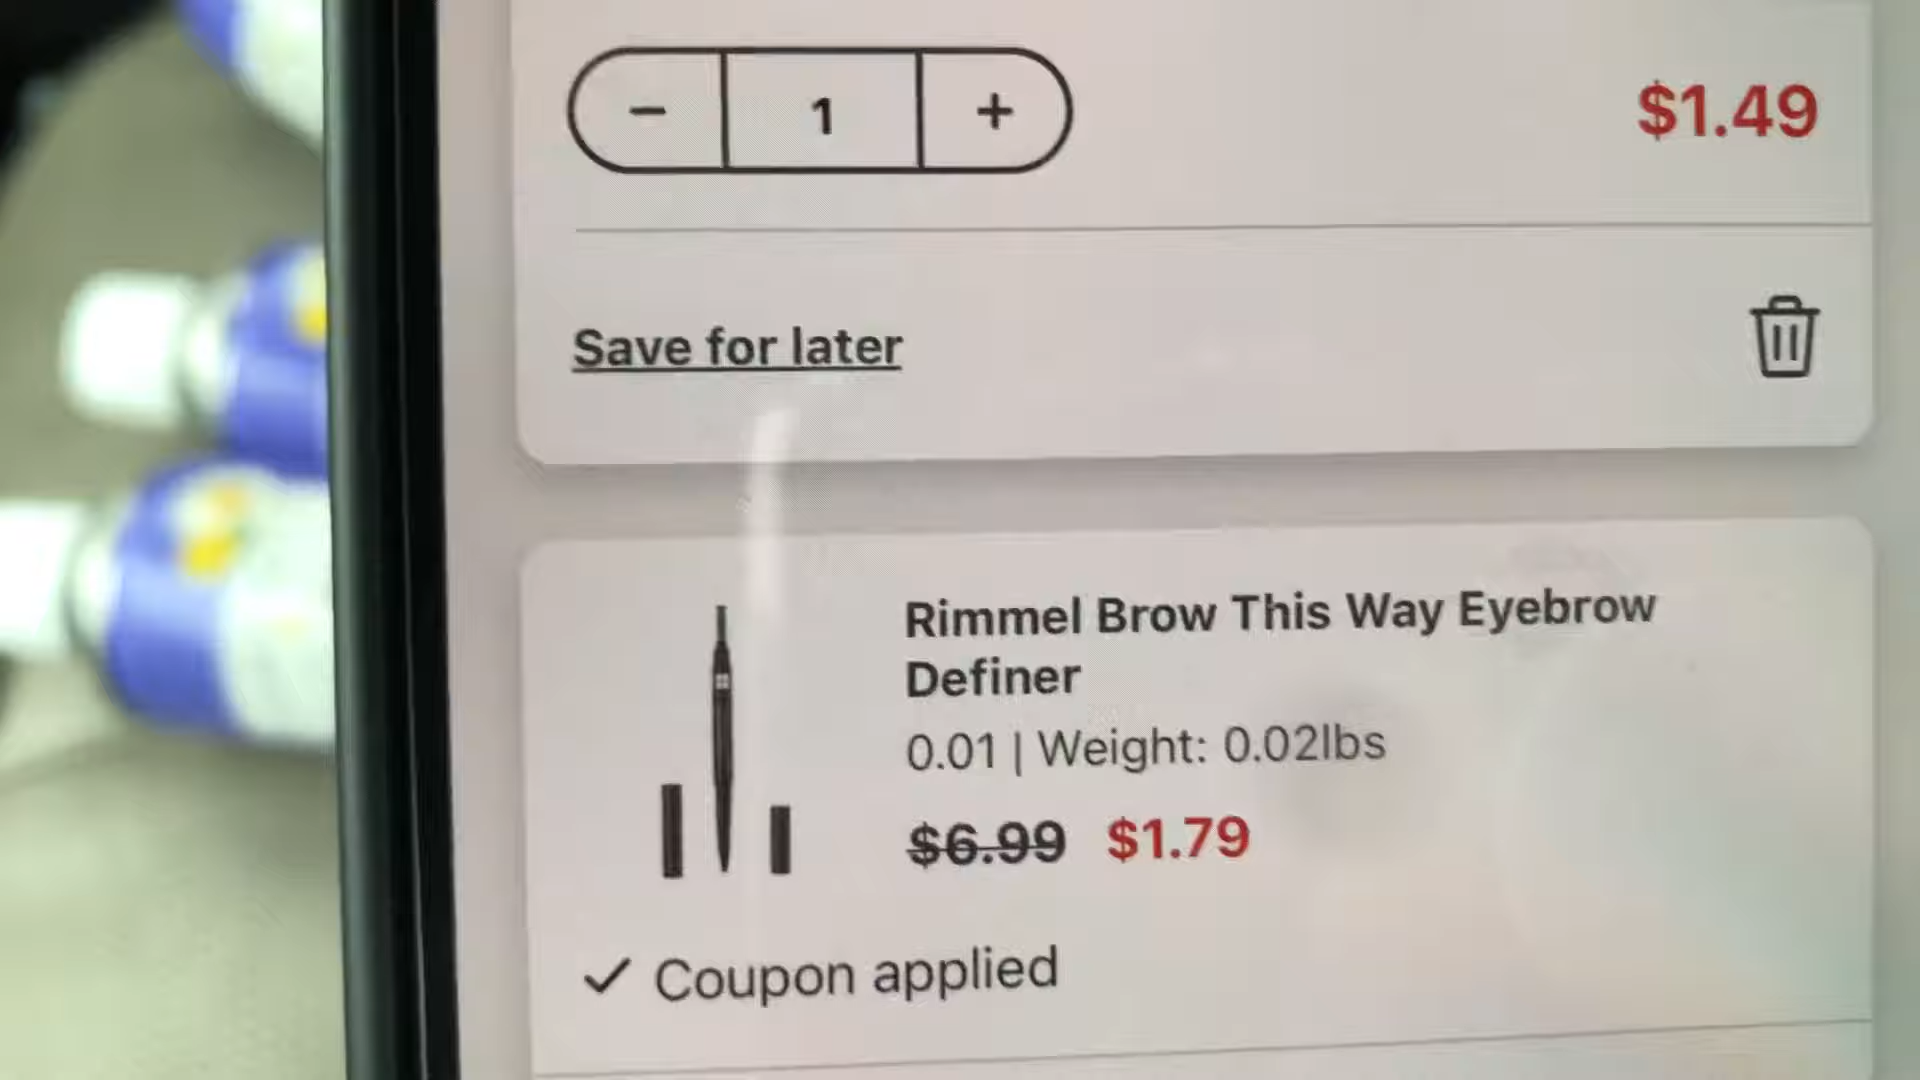 1
$1.49
Save for later
Rimmel Brow This Way Eyebrow
Definer
0.01 | Weight: 0.02lbs
$6.99 $1.79
Coupon applied